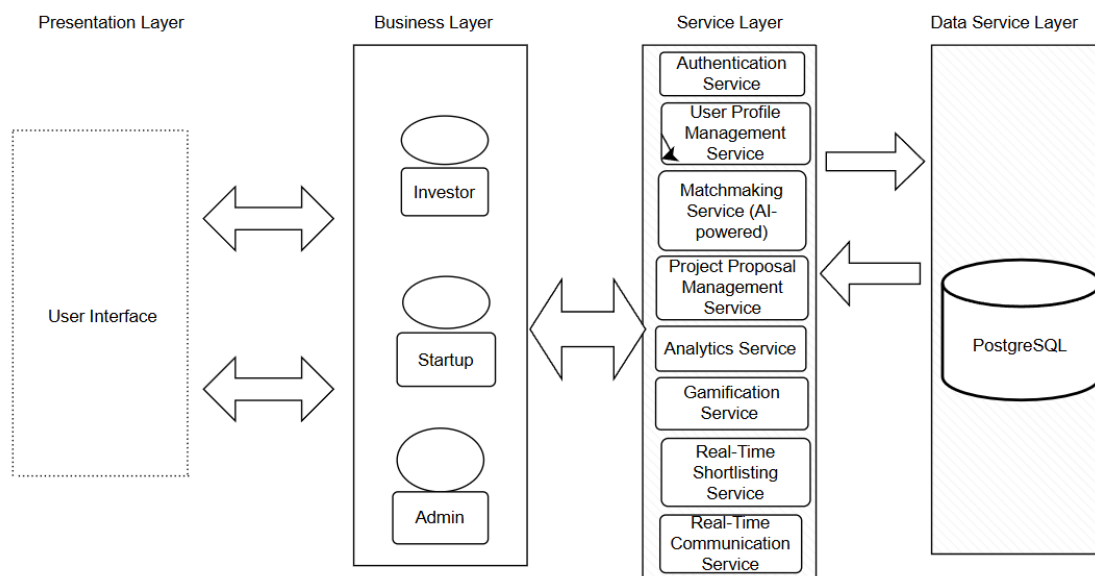 Presentation Layer
Business Layer
Service Layer
Data Service Layer
User Interface
Investor
Startup
Admin
Authentication
Service
User Profile
Management
Service
Matchmaking
Service (AI-
powered)
Project Proposal
Management
Service
Analytics Service
Gamification
Service
Real-Time
Shortlisting
Service
Real-Time
Communication
Service
PostgreSQL